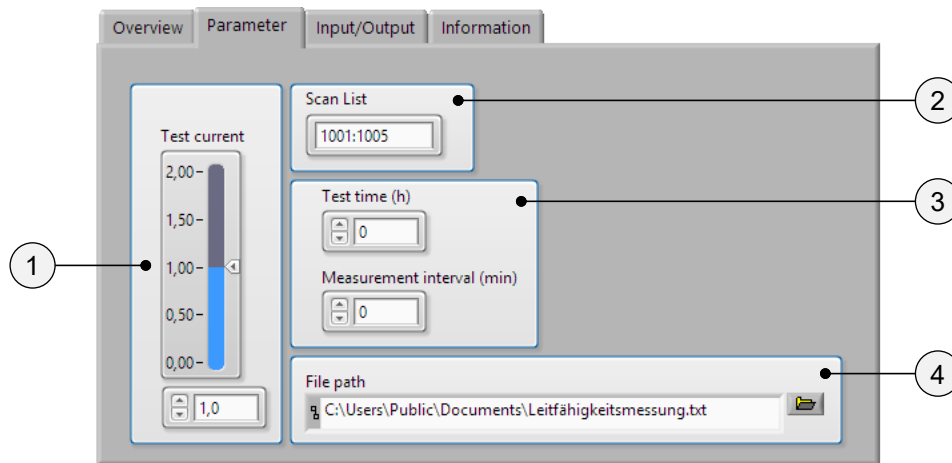 Overview
Parameter
Input/Output
Information
Test current
2,00
1,50
1,00
0,50
0,00
1,0
1
Scan List
1001:1005
2
Test time (h)
0
Measurement interval (min)
0
3
File path
C:\Users\Public\Documents\Leitfähigkeitsmessung.txt
4